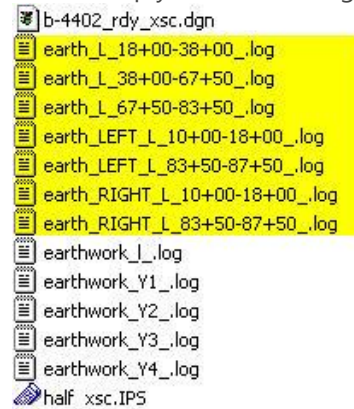 b-4402_rdy_xsc.dgn
earth_L_18+00-38+00_.log
earth_L_38+00-67+50_.log
earth_L_67+50-83+50_.log
earth_LEFT_L_10+00-18+00_.log
earth_LEFT_L_83+50-87+50_.log
earth_RIGHT_L_10+00-18+00_.log
earth_RIGHT_L_83+50-87+50_.log
earthwork_l_.log
earthwork_Y1_.log
earthwork_Y2_.log
earthwork_Y3_.log
earthwork_Y4_.log
half_xsc.IPS